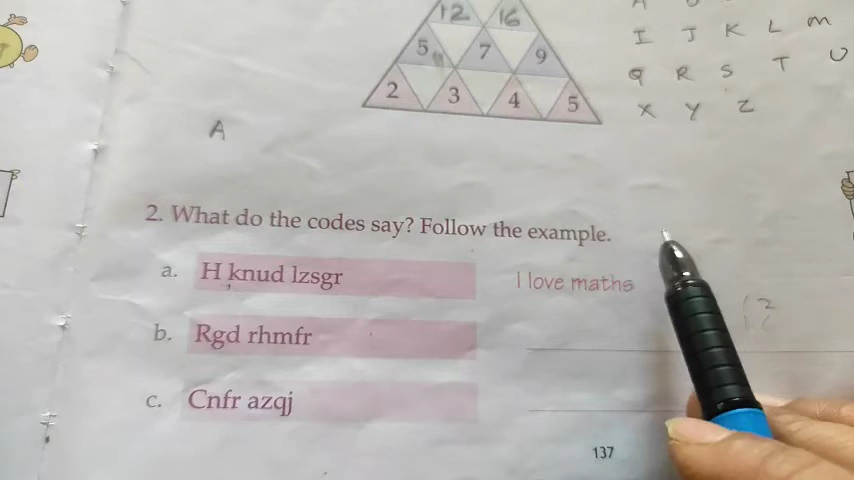 12 16
5 7 9
2 3 4 5
I J K L M
Q R S T U
X Y Z
A
2. What do the codes say? Follow the example.
a. H knud lzsgr I love maths
b. Rgd rhmfr
c. Cnfr azqj
137